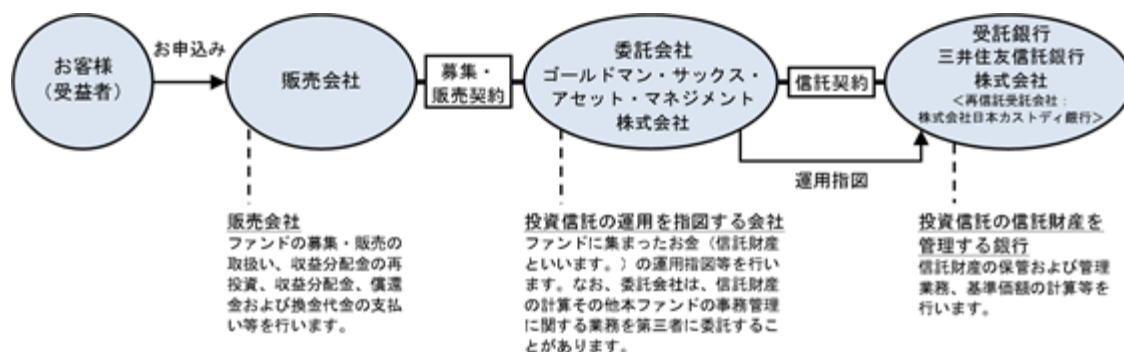 お客様
（受益者）
お申込み
販売会社
募集・
販売契約
委託会社
ゴールドマン・サックス・
アセット・マネジメント
株式会社
信託契約
受託銀行
三井住友信託銀行
株式会社
＜再信託受託会社：
株式会社日本カストディ銀行＞
運用指図
販売会社
ファンドの募集・販売の
取扱い、収益分配金の再
投資、収益分配金、償還
金および換金代金の支払
い等を行います。
投資信託の運用を指図する会社
ファンドに集まったお金（信託財産
といいます。）の運用指図等を行い
ます。なお、委託会社は、信託財産
の計算その他本ファンドの事務管理
に関する業務を第三者に委託するこ
とがあります。
投資信託の信託財産を
管理する銀行
信託財産の保管および管理
業務、基準価額の計算等を
行います。